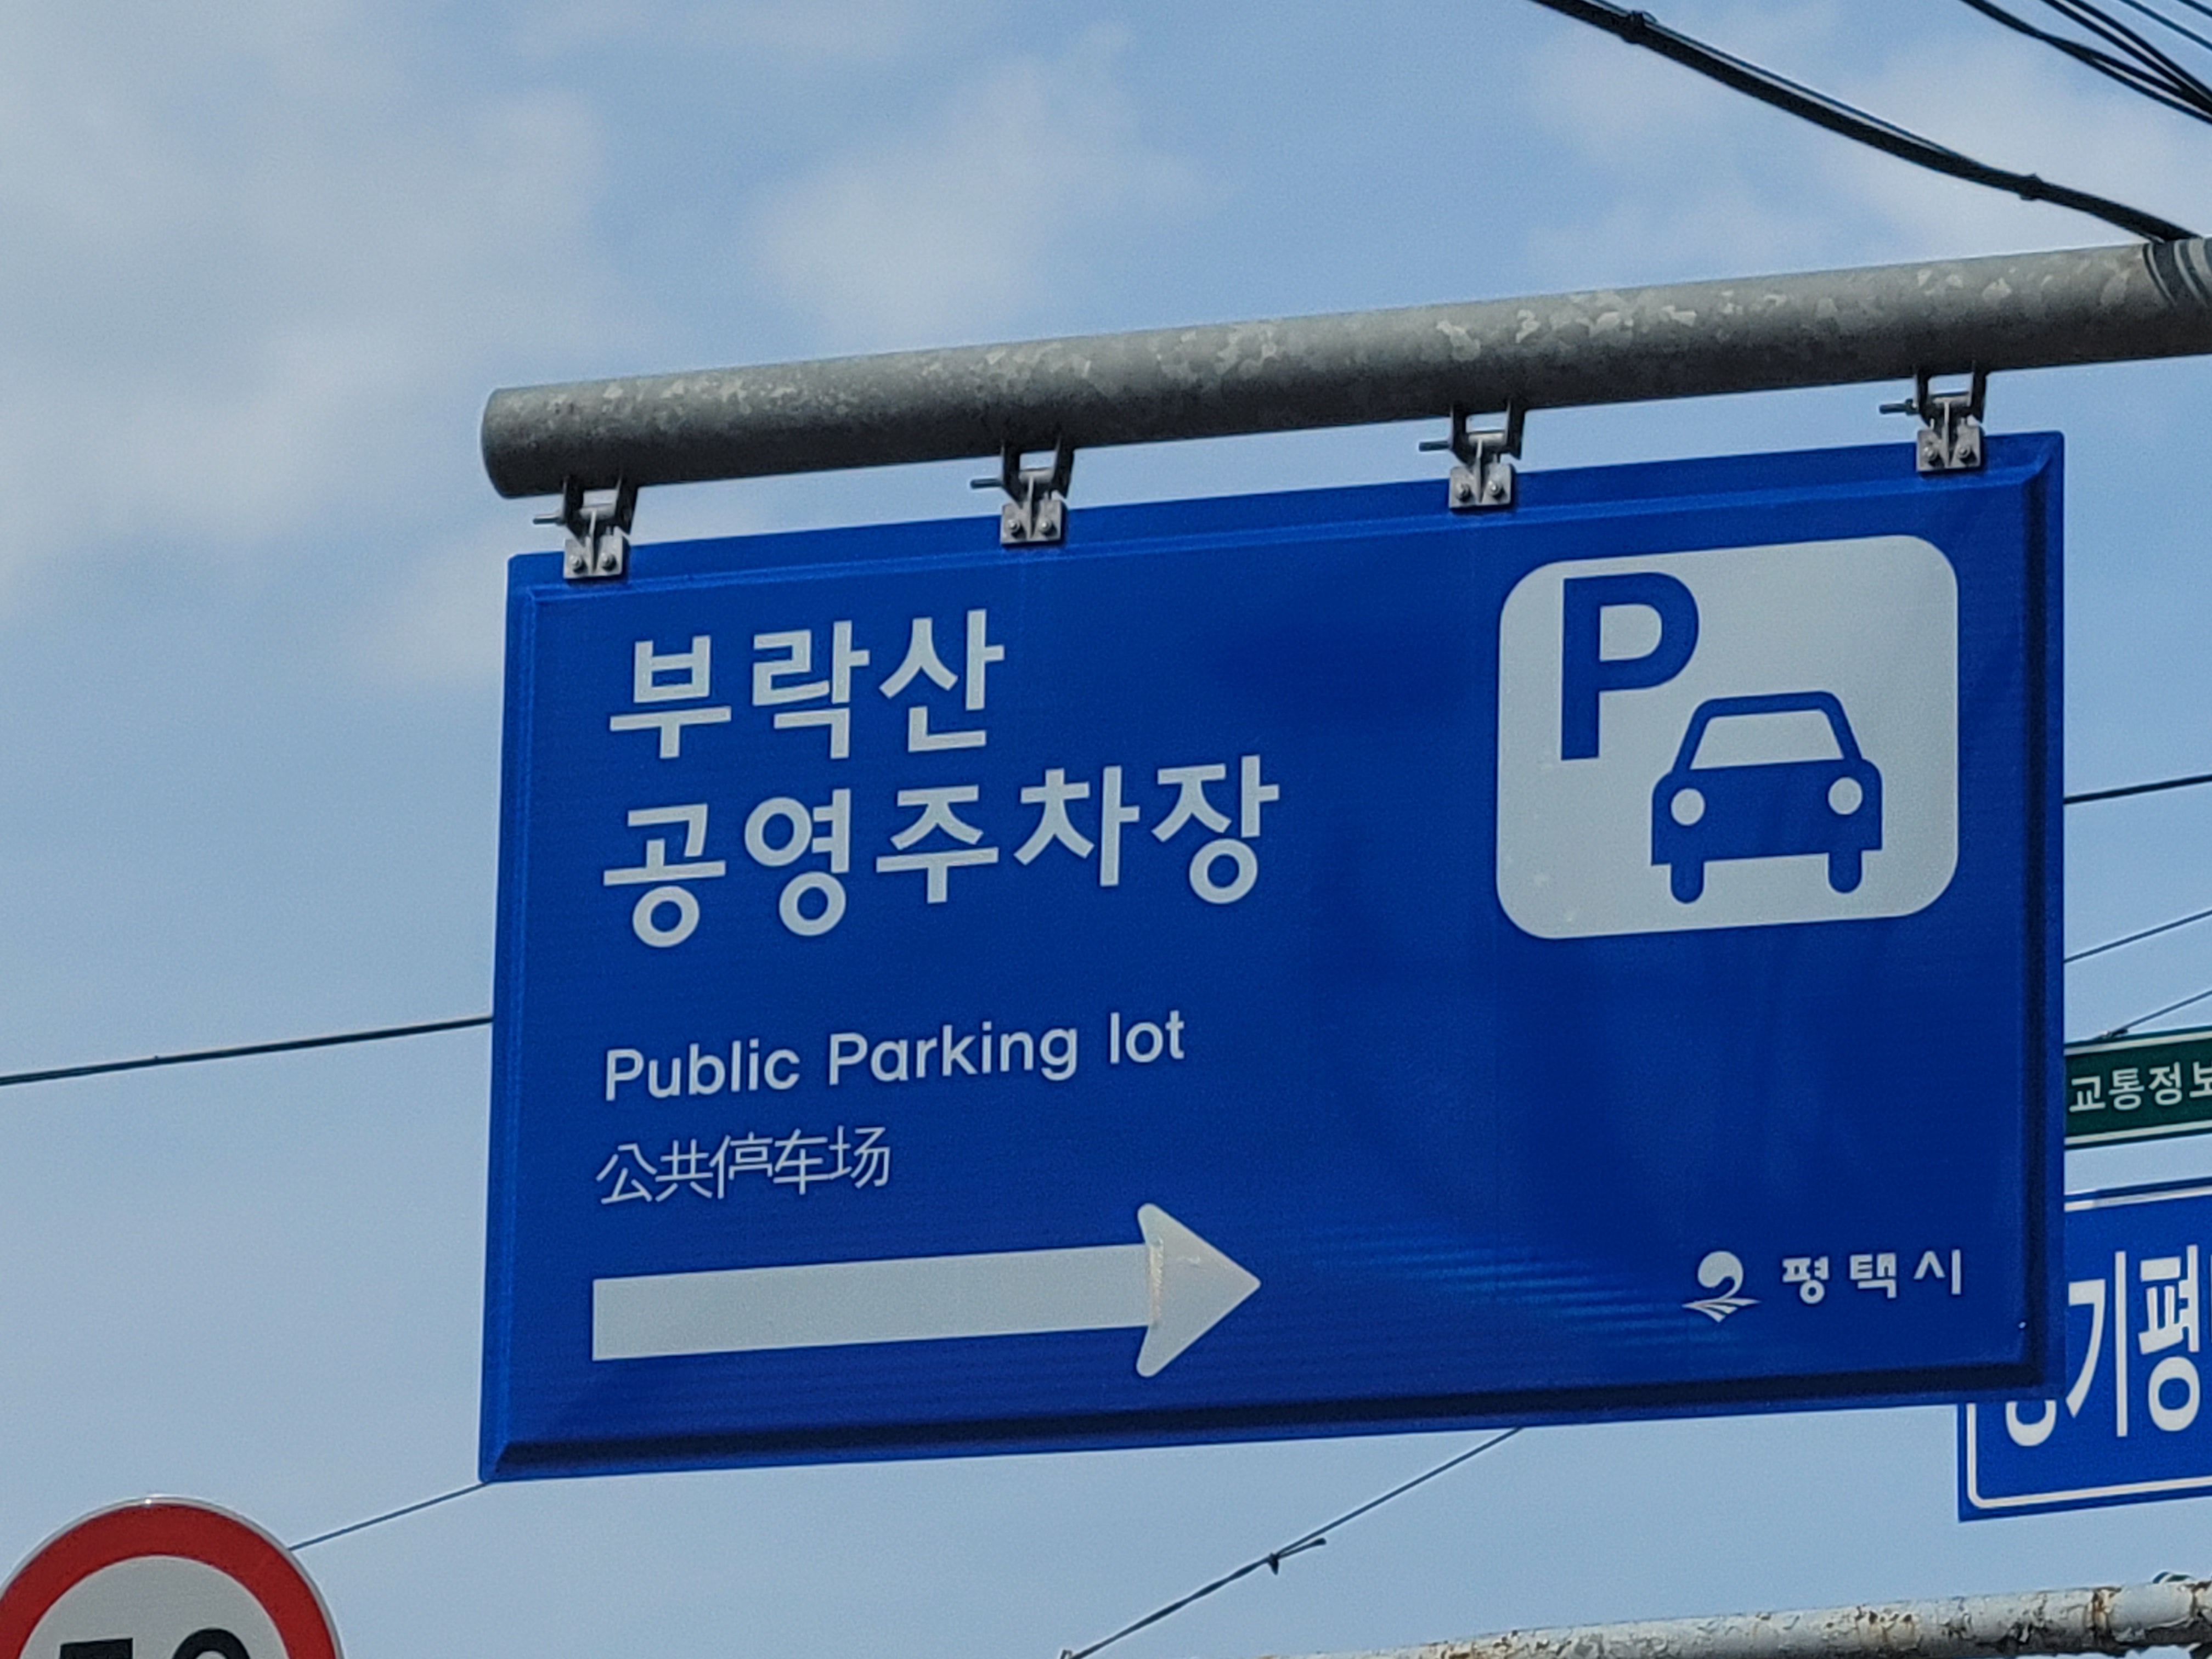 부락산
공영주차장
P
Public Parking lot
公共停车场
평택시
교통정보
기평